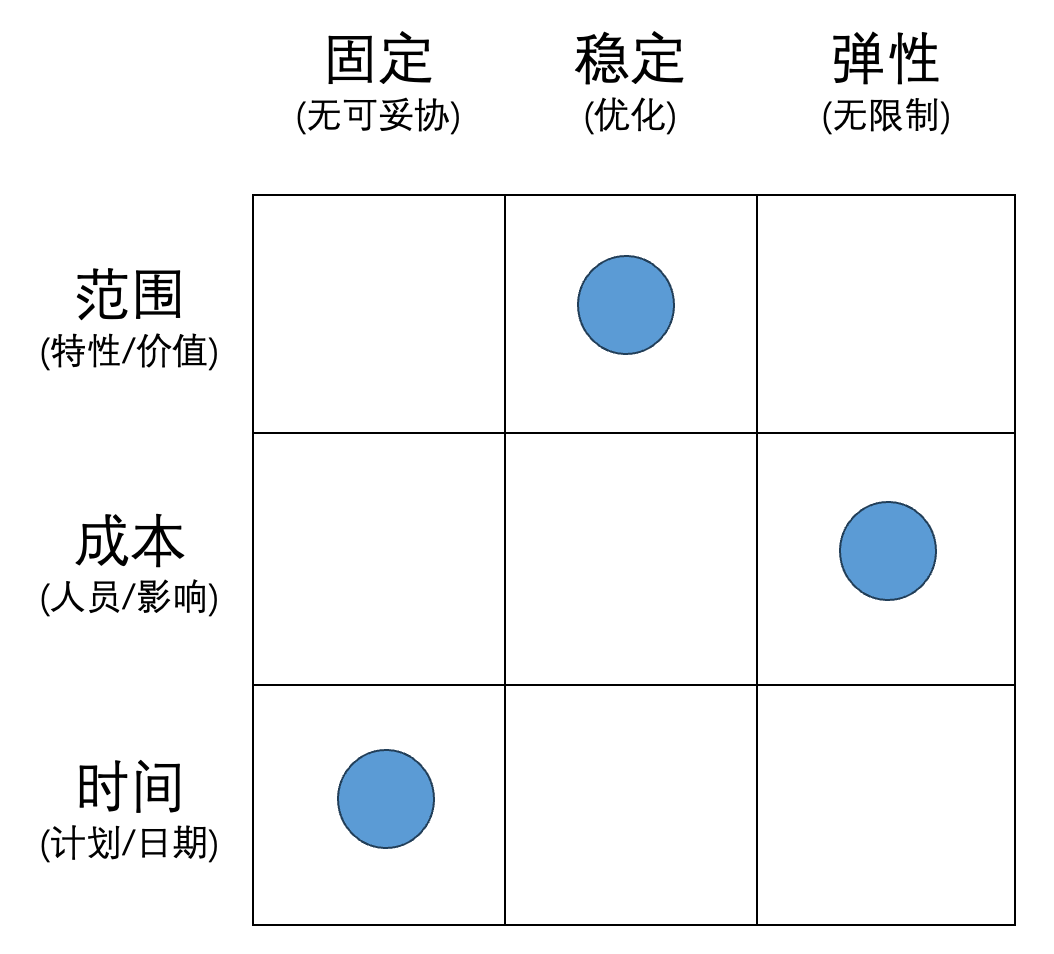 固定
(无可妥协)
稳定
(优化)
弹性
(无限制)
范围
(特性/价值)
成本
(人员/影响)
时间
(计划/日期)